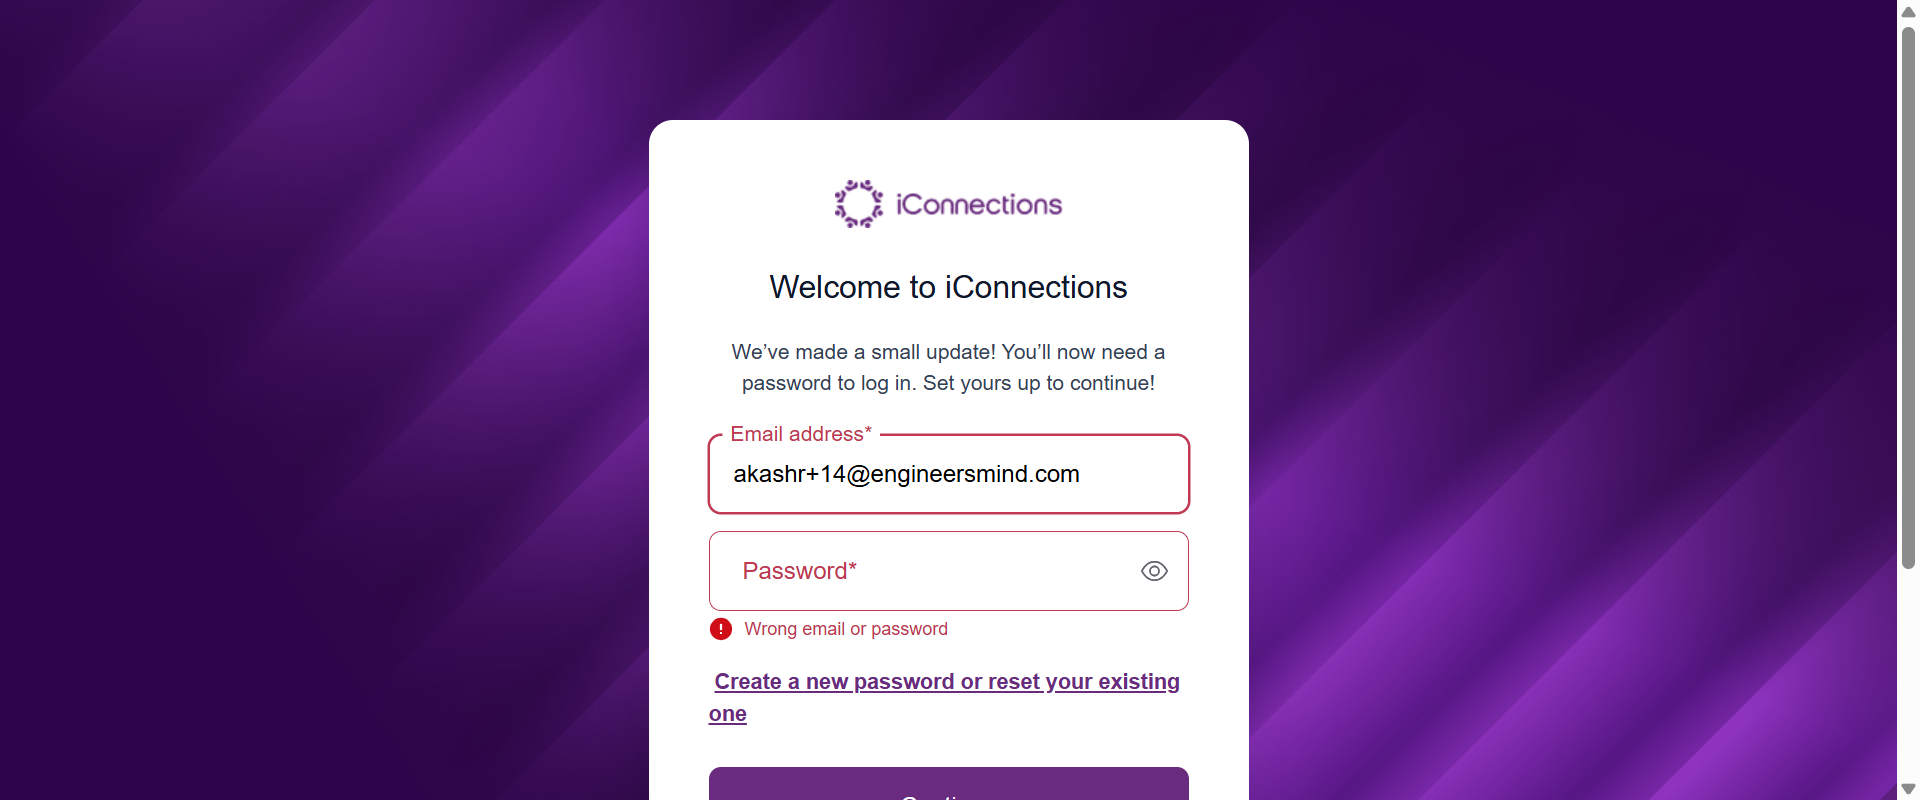 iConnections
Welcome to iConnections
We’ve made a small update! You’ll now need a
password to log in. Set yours up to continue!
Email address*
akashr+14@engineersmind.com
Password*
Wrong email or password
Create a new password or reset your existing
one